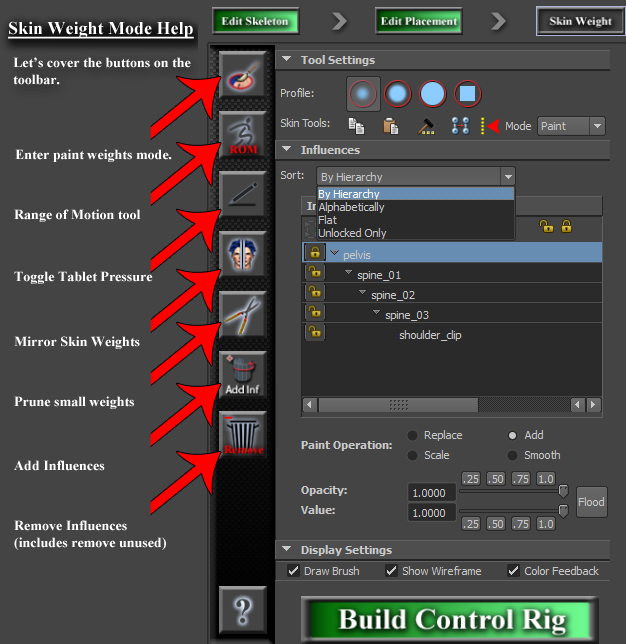 Skin Weight Mode Help
Edit Skeleton
Edit Placement
Skin Weight
Let's cover the buttons on the
toolbar.
Enter paint weights mode.
Range of Motion tool
Toggle Tablet Pressure
Mirror Skin Weights
Prune small weights
Add Influences
Remove Influences
(includes remove unused)
ROM
Add Inf
Remove
?
Tool Settings
Profile:
Skin Tools:
Mode
Paint
Influences
Sort:
By Hierarchy
By Hierarchy
Alphabetically
Flat
Unlocked Only
pelvis
spine_01
spine_02
spine_03
shoulder_clip
Paint Operation:
Replace
Add
Scale
Smooth
.25 .50 .75 1.0
Opacity:
1.0000
Flood
Value:
1.0000
.25 .50 .75 1.0
Display Settings
Draw Brush
Show Wireframe
Color Feedback
Build Control Rig